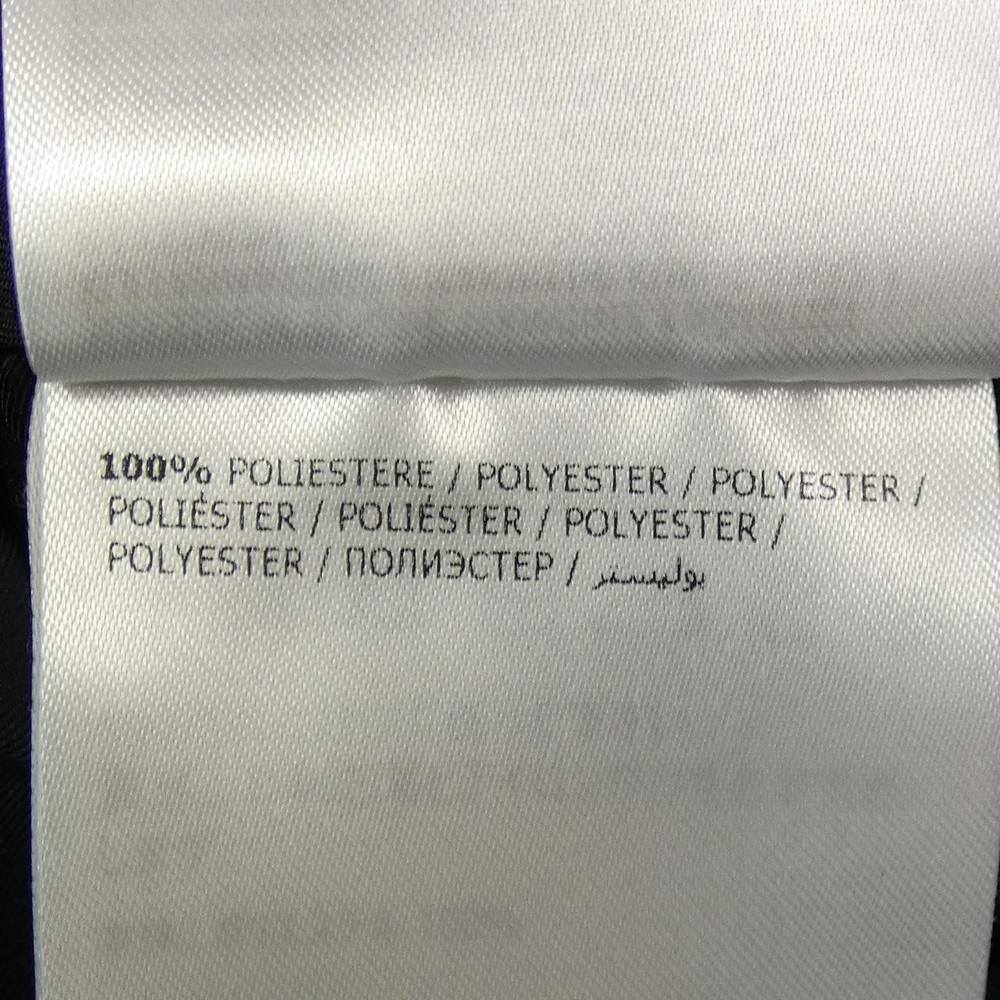 100% POLIESTERE / POLYESTER / POLYESTER /
POLIÉSTER / POLIÉSTER / POLYESTER /
POLYESTER / ПОЛИЭСТЕР / بوليستر